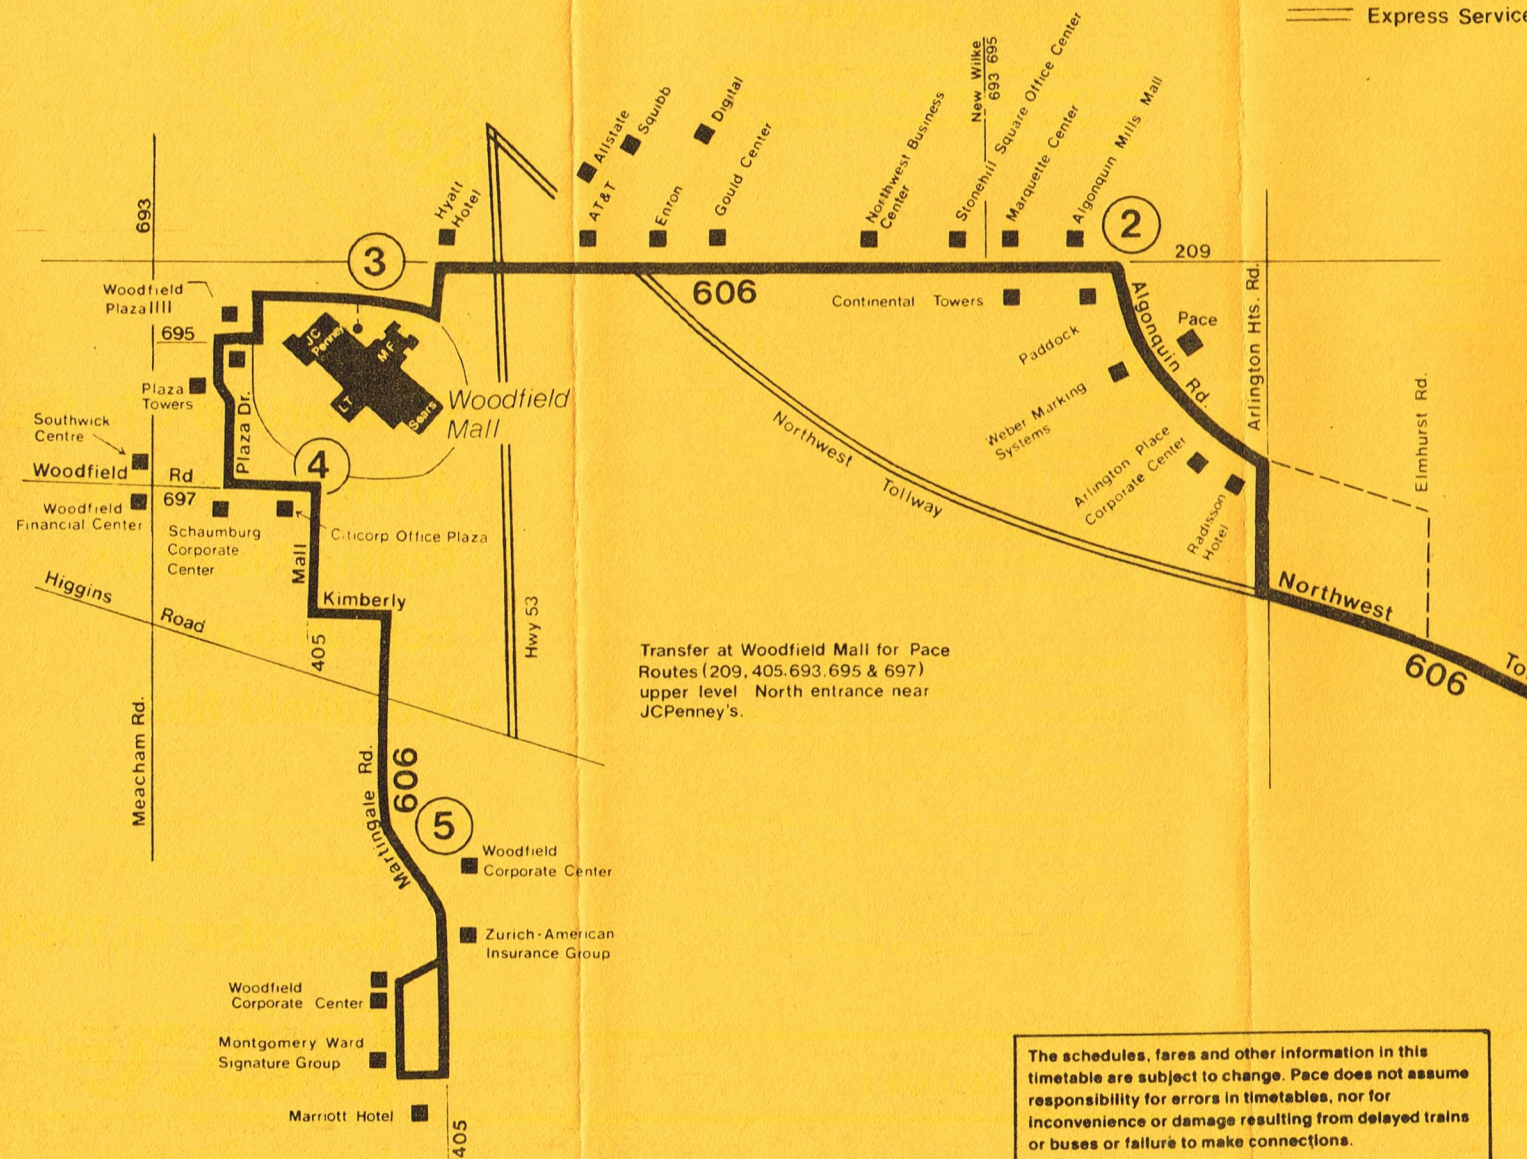 Express Service
New Wilke
693 695
693
Hyatt
Hotel
Allstate
Squibb
Digital
AT&T
Enron
Gould Center
Northwest Business
Center
Stonehill Square Office Center
Marquette Center
Algonquin Mills Mall
2
209
3
Woodfield
Plaza IIII
695
606
Continental Towers
Paddock
Pace
Algonquin Rd.
Arlington Hts. Rd.
Elmhurst Rd.
Weber Marking
Systems
Arlington Place
Corporate Center
Radisson
Hotel
JC
Penney
M F
LT
Sears
Woodfield
Mall
Plaza
Towers
Plaza Dr.
Southwick
Centre
4
Woodfield Rd
697
Woodfield
Financial Center
Schaumburg
Corporate
Center
Citicorp Office Plaza
Mall
Kimberly
405
Hwy 53
Northwest
Tollway
Northwest
606
To
Higgins
Road
Meacham Rd.
Transfer at Woodfield Mall for Pace
Routes (209, 405.693.695 & 697)
upper level North entrance near
JCPenney's.
Martingale Rd.
606
5
Woodfield
Corporate Center
Zurich-American
Insurance Group
Woodfield
Corporate Center
Montgomery Ward
Signature Group
Marriott Hotel
405
The schedules, fares and other information in this
timetable are subject to change. Pace does not assume
responsibility for errors in timetables, nor for
inconvenience or damage resulting from delayed trains
or buses or failure to make connections.